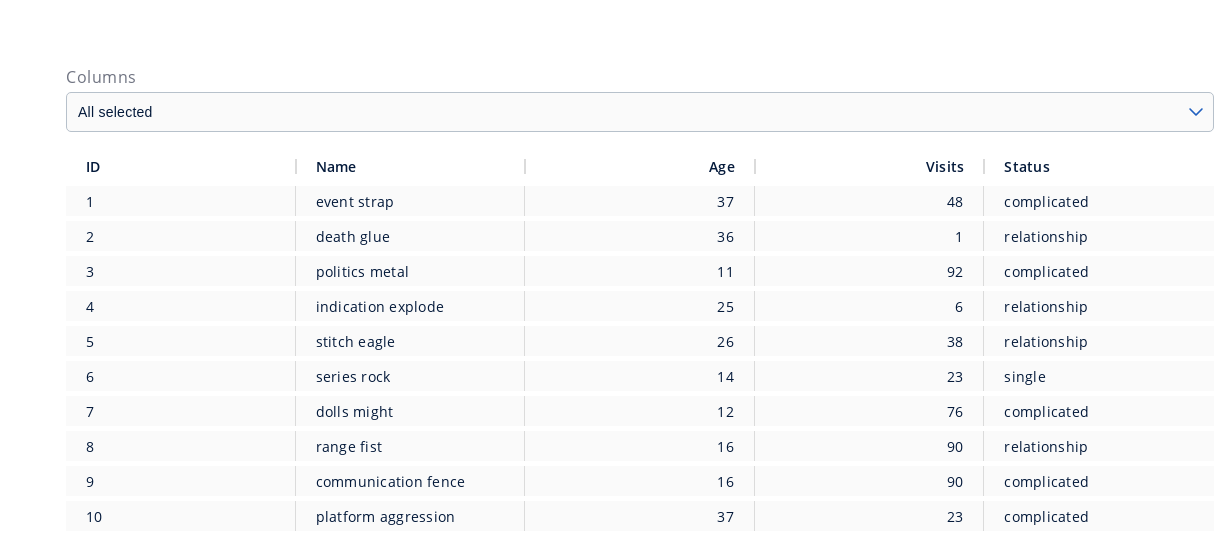 Columns
All selected
ID Name Age Visits Status
1 event strap 37 48 complicated
2 death glue 36 1 relationship
3 politics metal 11 92 complicated
4 indication explode 25 6 relationship
5 stitch eagle 26 38 relationship
6 series rock 14 23 single
7 dolls might 12 76 complicated
8 range fist 16 90 relationship
9 communication fence 16 90 complicated
10 platform aggression 37 23 complicated